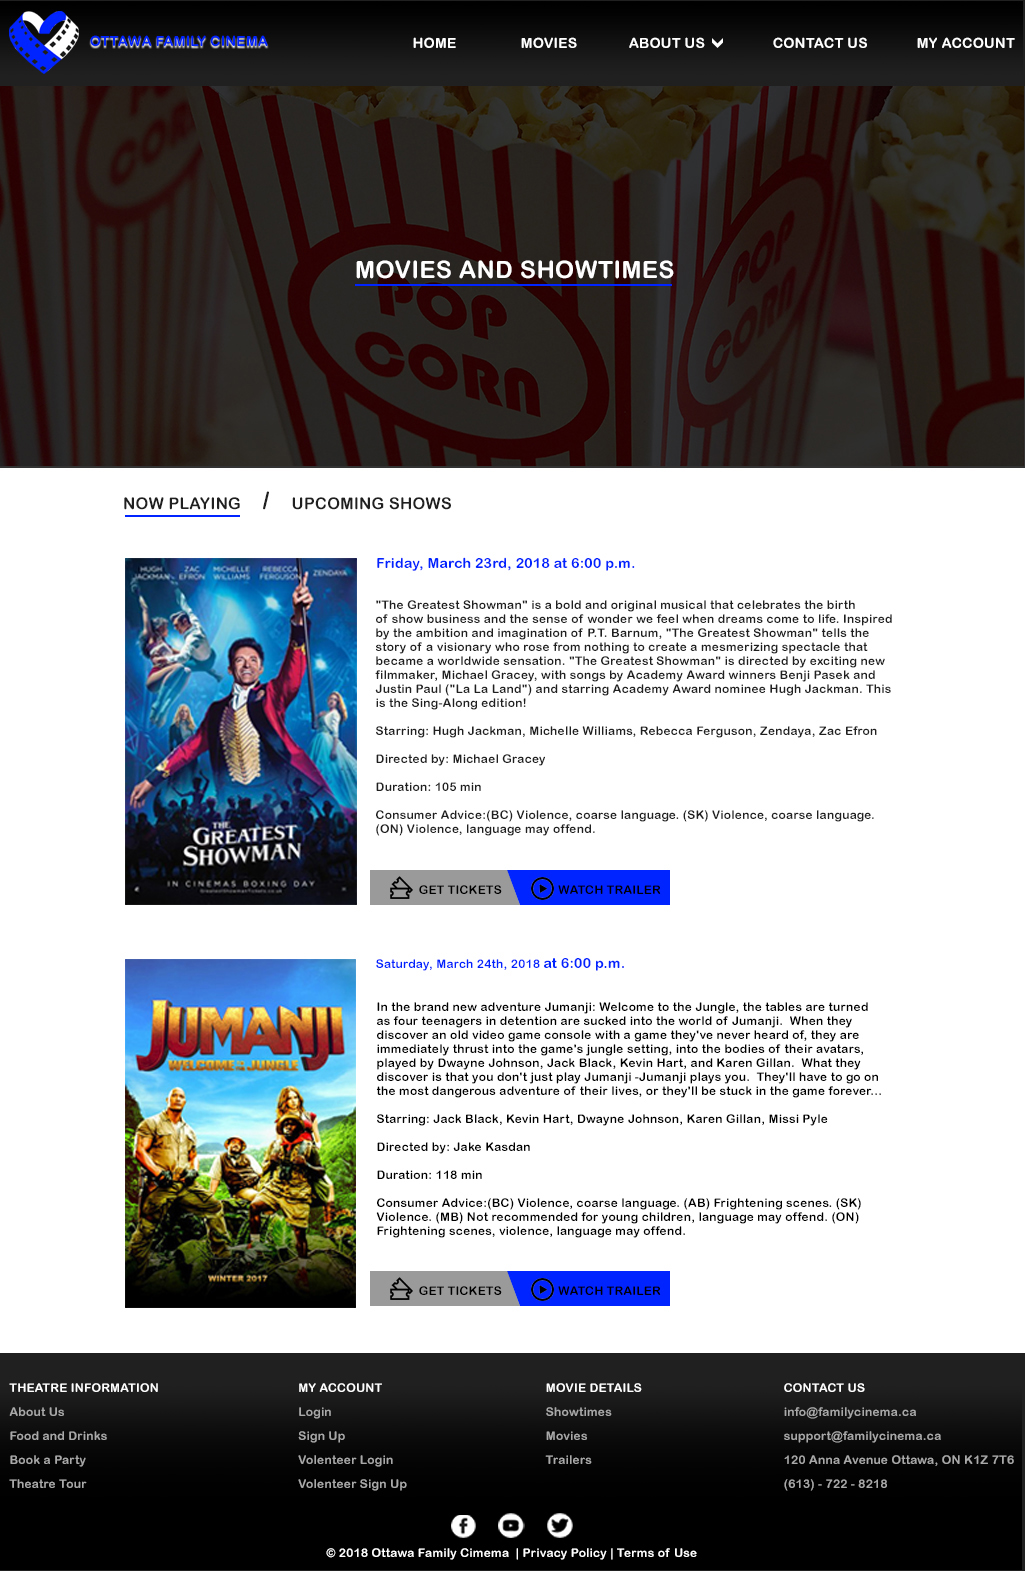 OTTAWA FAMILY CINEMA
HOME MOVIES ABOUT US CONTACT US MY ACCOUNT
MOVIES AND SHOWTIMES
POP
CORN
POP
CORN
NOW PLAYING / UPCOMING SHOWS
HUGH JACKMAN ZAC EFRON MICHELLE WILLIAMS REBECCA FERGUSON ZENDAYA
THE
GREATEST
SHOWMAN
IN CINEMAS BOXING DAY
Friday, March 23rd, 2018 at 6:00 p.m.
"The Greatest Showman" is a bold and original musical that celebrates the birth
of show business and the sense of wonder we feel when dreams come to life. Inspired
by the ambition and imagination of P.T. Barnum, "The Greatest Showman" tells the
story of a visionary who rose from nothing to create a mesmerizing spectacle that
became a worldwide sensation. "The Greatest Showman" is directed by exciting new
filmmaker, Michael Gracey, with songs by Academy Award winners Benji Pasek and
Justin Paul ("La La Land") and starring Academy Award nominee Hugh Jackman. This
is the Sing-Along edition!
Starring: Hugh Jackman, Michelle Williams, Rebecca Ferguson, Zendaya, Zac Efron
Directed by: Michael Gracey
Duration: 105 min
Consumer Advice:(BC) Violence, coarse language. (SK) Violence, coarse language.
(ON) Violence, language may offend.
GET TICKETS WATCH TRAILER
JUMANJI
WELCOME TO THE JUNGLE
WINTER 2017
Saturday, March 24th, 2018 at 6:00 p.m.
In the brand new adventure Jumanji: Welcome to the Jungle, the tables are turned
as four teenagers in detention are sucked into the world of Jumanji. When they
discover an old video game console with a game they've never heard of, they are
immediately thrust into the game's jungle setting, into the bodies of their avatars,
played by Dwayne Johnson, Jack Black, Kevin Hart, and Karen Gillan. What they
discover is that you don't just play Jumanji -Jumanji plays you. They'll have to go on
the most dangerous adventure of their lives, or they'll be stuck in the game forever...
Starring: Jack Black, Kevin Hart, Dwayne Johnson, Karen Gillan, Missi Pyle
Directed by: Jake Kasdan
Duration: 118 min
Consumer Advice:(BC) Violence, coarse language. (AB) Frightening scenes. (SK)
Violence. (MB) Not recommended for young children, language may offend. (ON)
Frightening scenes, violence, language may offend.
GET TICKETS WATCH TRAILER
THEATRE INFORMATION
About Us
Food and Drinks
Book a Party
Theatre Tour
MY ACCOUNT
Login
Sign Up
Volenteer Login
Volenteer Sign Up
MOVIE DETAILS
Showtimes
Movies
Trailers
CONTACT US
info@familycinema.ca
support@familycinema.ca
120 Anna Avenue Ottawa, ON K1Z 7T6
(613) - 722 - 8218
© 2018 Ottawa Family Cimema | Privacy Policy | Terms of Use